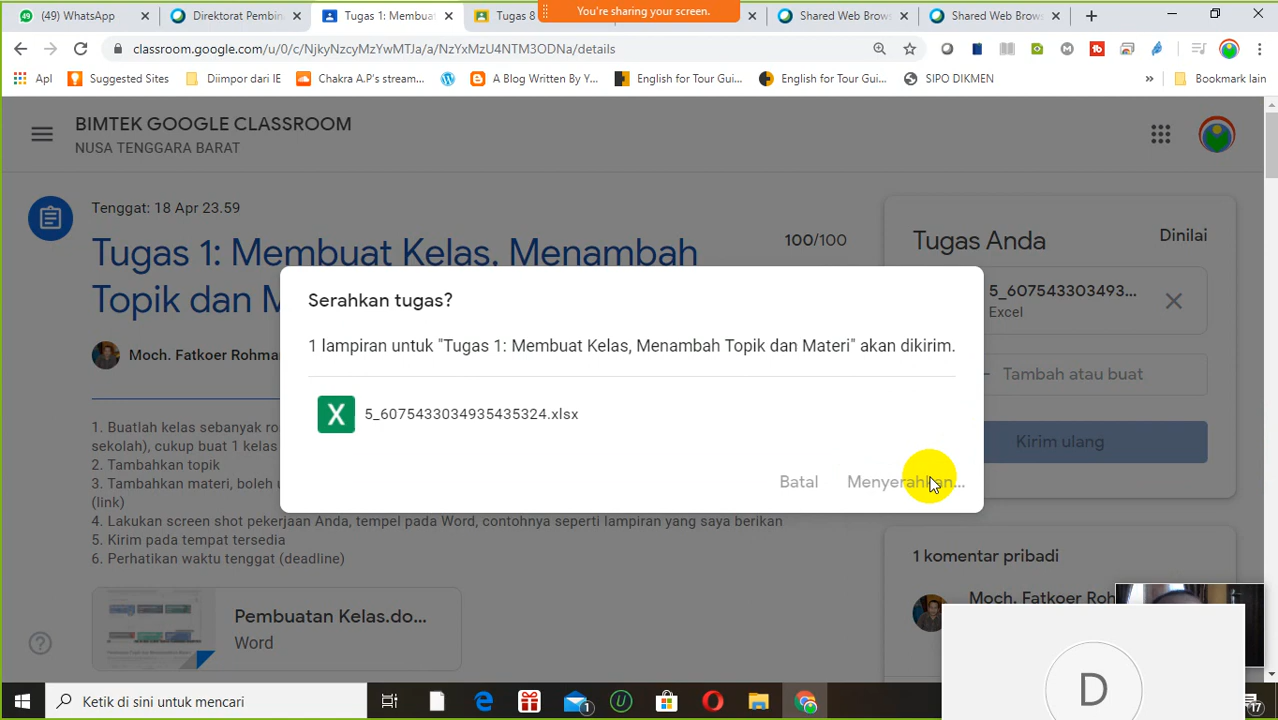 (49) WhatsApp
Direktorat Pembin
Tugas 1: Membua
Tugas 8
You're sharing your screen.
Shared Web Brow
Shared Web Brows
classroom.google.com/u/0/c/NjkyNzcyMzYwMTJa/a/NzYxMzU4NTM3ODNa/details
Apl
Suggested Sites
Diimpor dari IE
Chakra A.P's stream...
A Blog Written By Y...
English for Tour Gui...
English for Tour Gui...
SIPO DIKMEN
»
Bookmark lain
BIMTEK GOOGLE CLASSROOM
NUSA TENGGARA BARAT
Tenggat: 18 Apr 23.59
Tugas 1: Membuat Kelas, Menambah
Topik dan M
100/100
Moch. Fatkoer Rohma
1. Buatlah kelas sebanyak ro
sekolah), cukup buat 1 kelas
2. Tambahkan topik
3. Tambahkan materi, boleh u
(link)
4. Lakukan screen shot pekerjaan Anda, tempel pada Word, contohnya seperti lampiran yang saya berikan
5. Kirim pada tempat tersedia
6. Perhatikan waktu tenggat (deadline)
Pembuatan Kelas.do...
Word
Tugas Anda
Dinilai
5_607543303493...
Excel
Tambah atau buat
Kirim ulang
1 komentar pribadi
Moch. Fatkoer Roh
Serahkan tugas?
1 lampiran untuk "Tugas 1: Membuat Kelas, Menambah Topik dan Materi" akan dikirim.
X
5_6075433034935435324.xlsx
Batal
Menyerahkan...
D
Ketik di sini untuk mencari
1
17